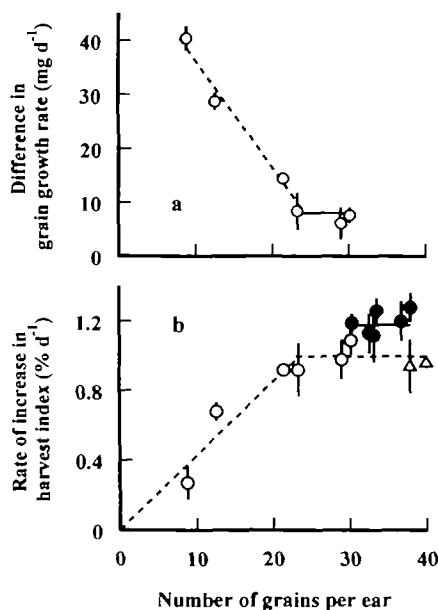 Difference in
grain growth rate (mg d⁻¹)
40
30
20
10
0
a
Rate of increase in
harvest index (% d⁻¹)
1.2
0.8
0.4
0
b
0 10 20 30 40
Number of grains per ear